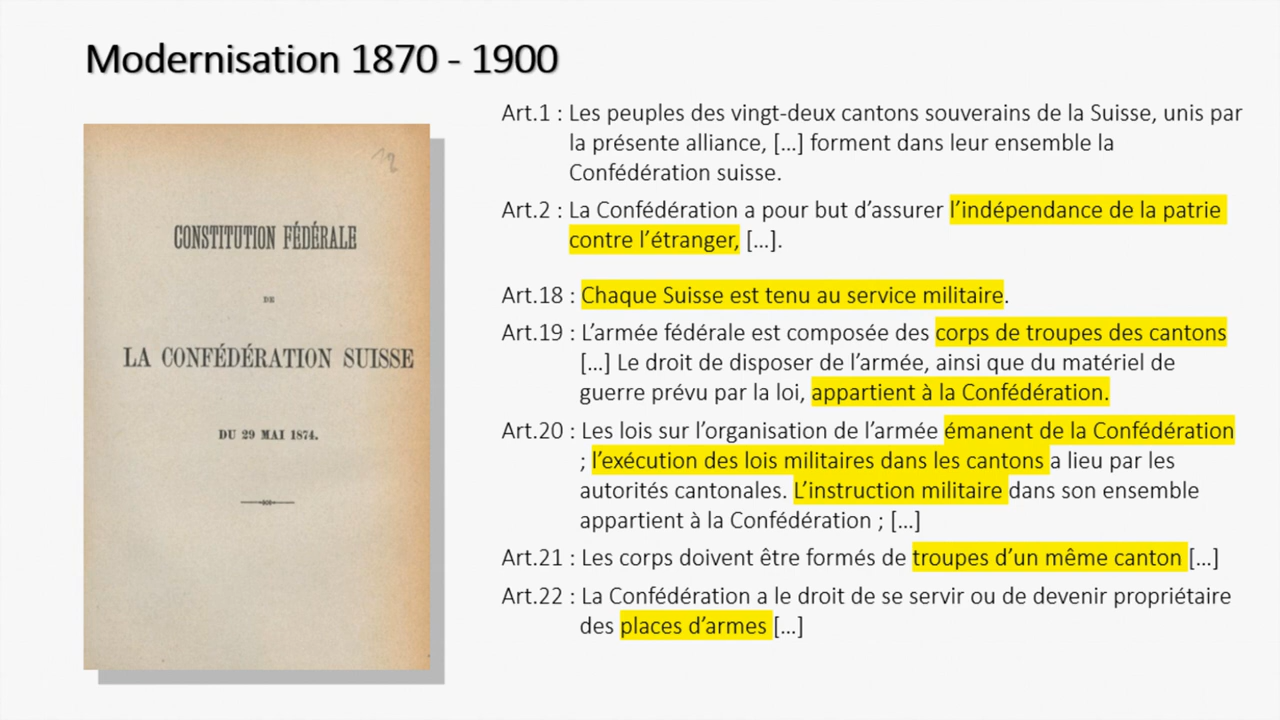 Modernisation 1870 - 1900
12
CONSTITUTION FÉDÉRALE
DE
LA CONFÉDÉRATION SUISSE
DU 29 MAI 1874.
Art.1 : Les peuples des vingt-deux cantons souverains de la Suisse, unis par
la présente alliance, [...] forment dans leur ensemble la
Confédération suisse.
Art.2 : La Confédération a pour but d’assurer l’indépendance de la patrie
contre l’étranger, [...].
Art.18 : Chaque Suisse est tenu au service militaire.
Art.19 : L’armée fédérale est composée des corps de troupes des cantons
[...] Le droit de disposer de l’armée, ainsi que du matériel de
guerre prévu par la loi, appartient à la Confédération.
Art.20 : Les lois sur l’organisation de l’armée émanent de la Confédération
; l’exécution des lois militaires dans les cantons a lieu par les
autorités cantonales. L’instruction militaire dans son ensemble
appartient à la Confédération ; [...]
Art.21 : Les corps doivent être formés de troupes d’un même canton [...]
Art.22 : La Confédération a le droit de se servir ou de devenir propriétaire
des places d’armes [...]